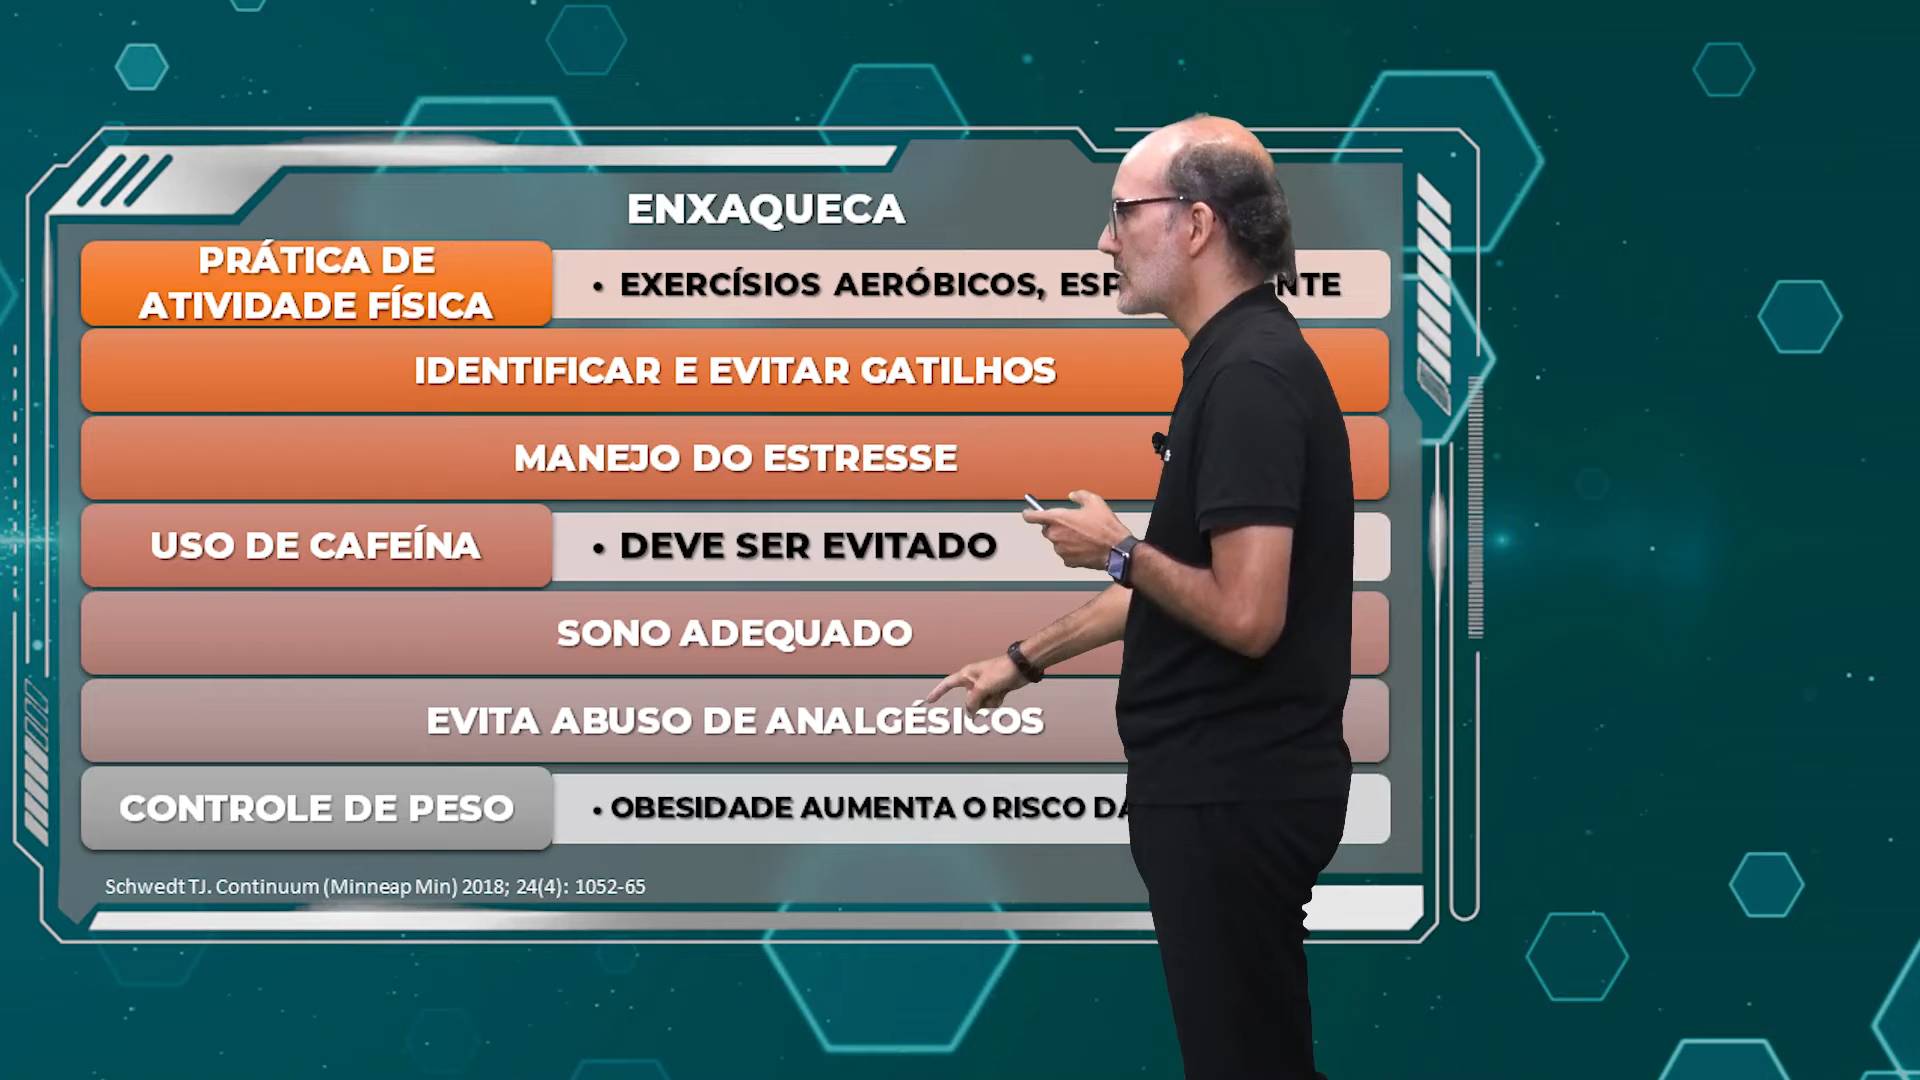 ENXAQUECA
PRÁTICA DE
ATIVIDADE FÍSICA
• EXERCÍSIOS AERÓBICOS,
IDENTIFICAR E EVITAR GATILHOS
MANEJO DO ESTRESSE
USO DE CAFEÍNA
• DEVE SER EVITADO
SONO ADEQUADO
EVITA ABUSO DE ANALGÉSICOS
CONTROLE DE PESO
• OBESIDADE AUMENTA O RISCO
Schwedt TJ. Continuum (Minneap Min) 2018; 24(4): 1052-65